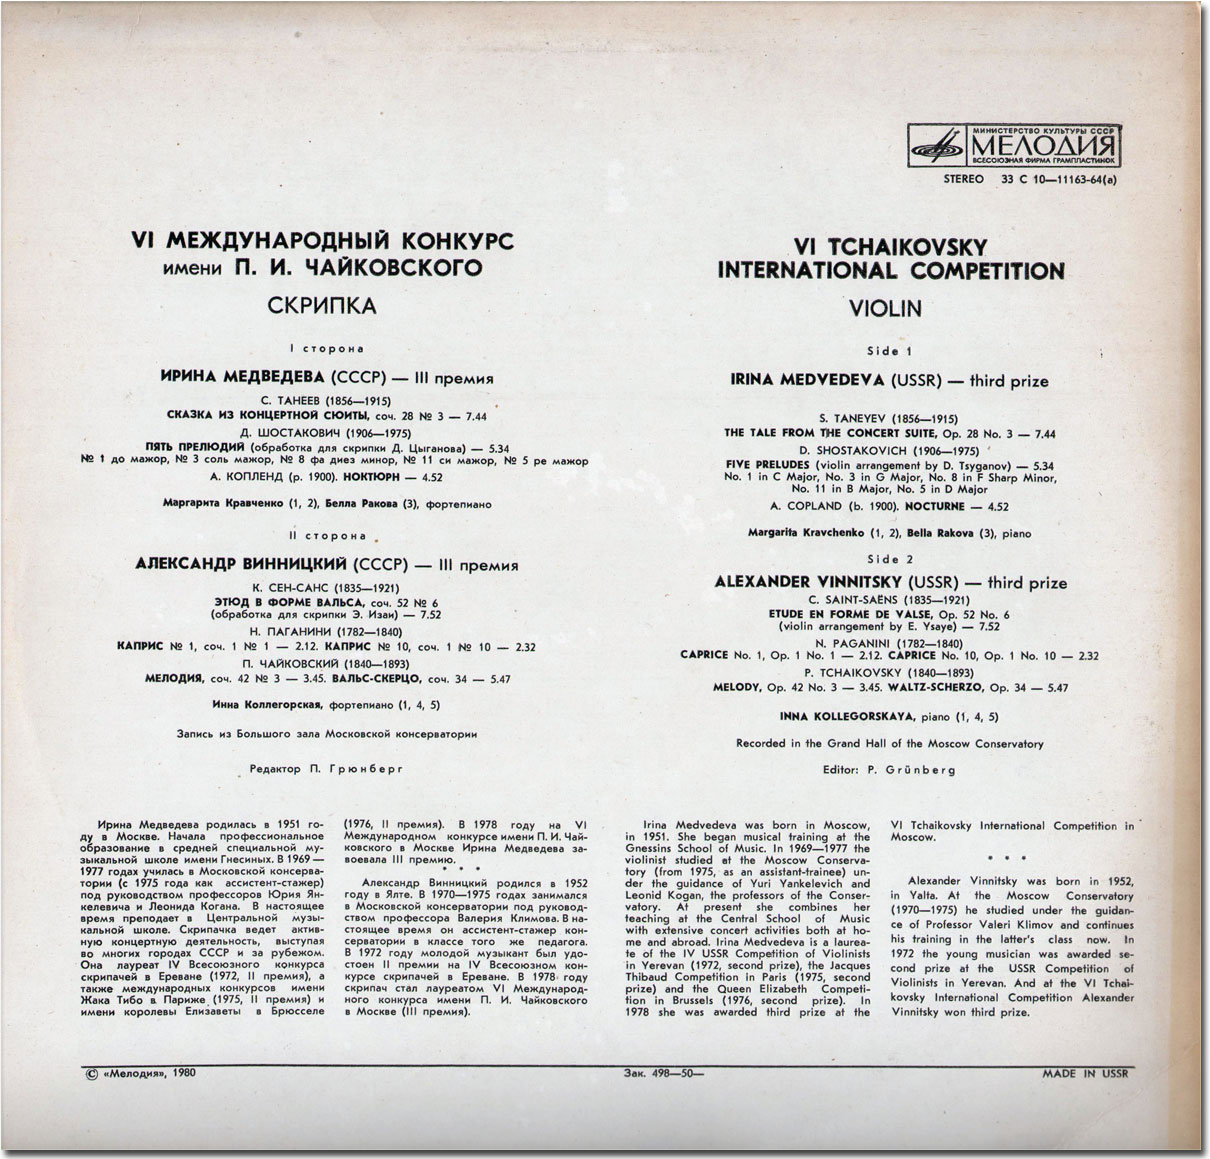 МИНИСТЕРСТВО КУЛЬТУРЫ СССР
МЕЛОДИЯ
ВСЕСОЮЗНАЯ ФИРМА ГРАМПЛАСТИНОК
STEREO 33 С 10—11163-64(а)
VI МЕЖДУНАРОДНЫЙ КОНКУРС
имени П. И. ЧАЙКОВСКОГО
СКРИПКА
I сторона
ИРИНА МЕДВЕДЕВА (СССР) — III премия
С. ТАНЕЕВ (1856—1915)
СКАЗКА ИЗ КОНЦЕРТНОЙ СЮИТЫ, соч. 28 № 3 — 7.44
Д. ШОСТАКОВИЧ (1906—1975)
ПЯТЬ ПРЕЛЮДИЙ (обработка для скрипки Д. Цыганова) — 5.34
№ 1 до мажор, № 3 соль мажор, № 8 фа диез минор, № 11 си мажор, № 5 ре мажор
А. КОПЛЕНД (р. 1900). НОКТЮРН — 4.52
Маргарита Кравченко (1, 2), Белла Ракова (3), фортепиано
II сторона
АЛЕКСАНДР ВИННИЦКИЙ (СССР) — III премия
К. СЕН-САНС (1835—1921)
ЭТЮД В ФОРМЕ ВАЛЬСА, соч. 52 № 6
(обработка для скрипки Э. Изаи) — 7.52
Н. ПАГАНИНИ (1782—1840)
КАПРИС № 1, соч. 1 № 1 — 2.12. КАПРИС № 10, соч. 1 № 10 — 2.32
П. ЧАЙКОВСКИЙ (1840—1893)
МЕЛОДИЯ, соч. 42 № 3 — 3.45. ВАЛЬС-СКЕРЦО, соч. 34 — 5.47
Инна Коллегорская, фортепиано (1, 4, 5)
Запись из Большого зала Московской консерватории
Редактор П. Грюнберг
VI TCHAIKOVSKY
INTERNATIONAL COMPETITION
VIOLIN
Side 1
IRINA MEDVEDEVA (USSR) — third prize
S. TANEYEV (1856—1915)
THE TALE FROM THE CONCERT SUITE, Op. 28 No. 3 — 7.44
D. SHOSTAKOVICH (1906—1975)
FIVE PRELUDES (violin arrangement by D. Tsyganov) — 5.34
No. 1 in C Major, No. 3 in G Major, No. 8 in F Sharp Minor,
No. 11 in B Major, No. 5 in D Major
A. COPLAND (b. 1900). NOCTURNE — 4.52
Margarita Kravchenko (1, 2), Bella Rakova (3), piano
Side 2
ALEXANDER VINNITSKY (USSR) — third prize
C. SAINT-SAËNS (1835—1921)
ETUDE EN FORME DE VALSE, Op. 52 No. 6
(violin arrangement by E. Ysaye) — 7.52
N. PAGANINI (1782—1840)
CAPRICE No. 1, Op. 1 No. 1 — 2.12. CAPRICE No. 10, Op. 1 No. 10 — 2.32
P. TCHAIKOVSKY (1840—1893)
MELODY, Op. 42 No. 3 — 3.45. WALTZ-SCHERZO, Op. 34 — 5.47
INNA KOLLEGORSKAYA, piano (1, 4, 5)
Recorded in the Grand Hall of the Moscow Conservatory
Editor: P. Grünberg
Ирина Медведева родилась в 1951 го-
ду в Москве. Начала профессиональное
образование в средней специальной му-
зыкальной школе имени Гнесиных. В 1969—
1977 годах училась в Московской консерва-
тории (с 1975 года как ассистент-стажер)
под руководством профессоров Юрия Ян-
келевича и Леонида Когана. В настоящее
время преподает в Центральной музы-
кальной школе. Скрипачка ведет актив-
ную концертную деятельность, выступая
во многих городах СССР и за рубежом.
Она лауреат IV Всесоюзного конкурса
скрипачей в Ереване (1972, II премия), а
также международных конкурсов имени
Жака Тибо в Париже (1975, II премия) и
имени королевы Елизаветы в Брюсселе
(1976, II премия). В 1978 году на VI
Международном конкурсе имени П. И. Чай-
ковского в Москве Ирина Медведева за-
воевала III премию.
* * *
Александр Винницкий родился в 1952
году в Ялте. В 1970—1975 годах занимался
в Московской консерватории под руковод-
ством профессора Валерия Климова. В на-
стоящее время он ассистент-стажер кон-
серватории в классе того же педагога.
В 1972 году молодой музыкант был удо-
стоен II премии на IV Всесоюзном кон-
курсе скрипачей в Ереване. В 1978 году
скрипач стал лауреатом VI Международ-
ного конкурса имени П. И. Чайковского
в Москве (III премия).
Irina Medvedeva was born in Moscow,
in 1951. She began musical training at the
Gnessins School of Music. In 1969—1977 the
violinist studied at the Moscow Conserva-
tory (from 1975, as an assistant-trainee) un-
der the guidance of Yuri Yankelevich and
Leonid Kogan, the professors of the Conser-
vatory. At present she combines her
teaching at the Central School of Music
with extensive concert activities both at ho-
me and abroad. Irina Medvedeva is a laurea-
te of the IV USSR Competition of Violinists
in Yerevan (1972, second prize), the Jacques
Thibaud Competition in Paris (1975, second
prize) and the Queen Elizabeth Competi-
tion in Brussels (1976, second prize). In
1978 she was awarded third prize at the
VI Tchaikovsky International Competition in
Moscow.
* * *
Alexander Vinnitsky was born in 1952,
in Yalta. At the Moscow Conservatory
(1970—1975) he studied under the guidan-
ce of Professor Valeri Klimov and continues
his training in the latter's class now. In
1972 the young musician was awarded se-
cond prize at the USSR Competition of
Violinists in Yerevan. And at the VI Tchai-
kovsky International Competition Alexander
Vinnitsky won third prize.
© «Мелодия», 1980
Зак. 498—50—
MADE IN USSR